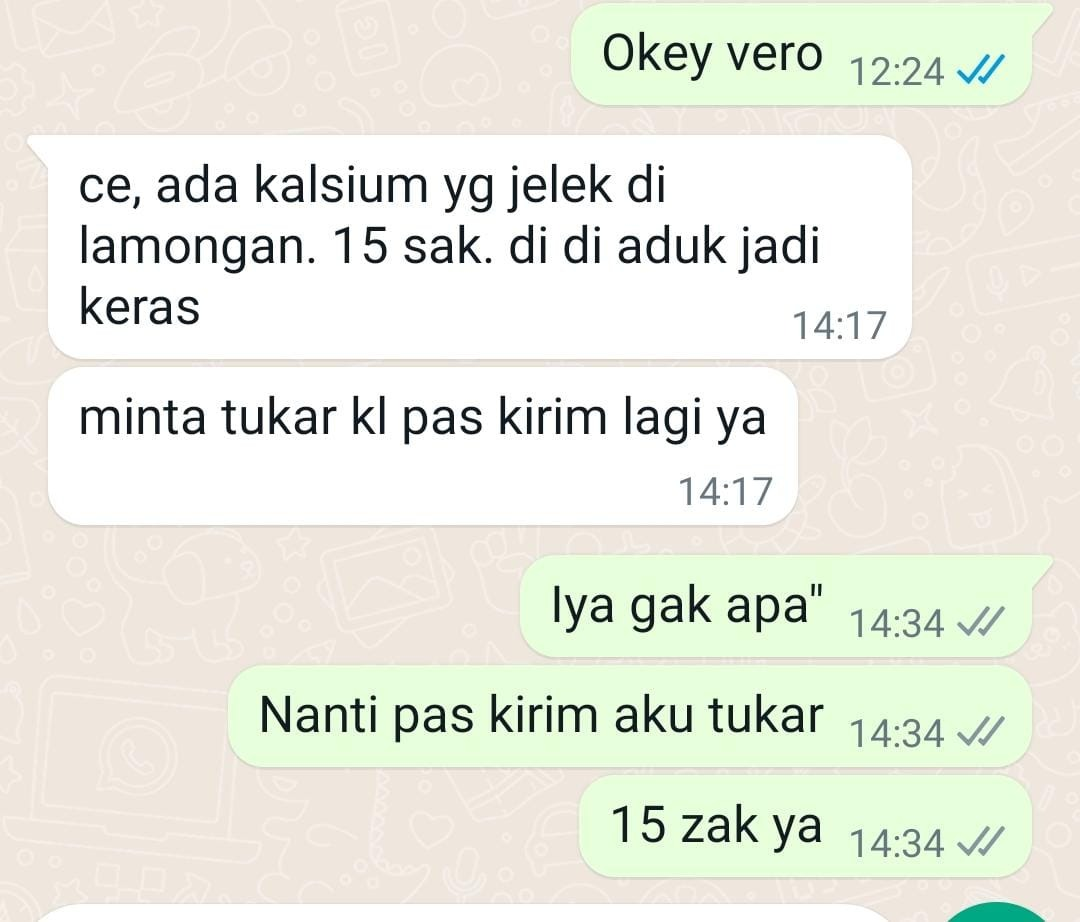 Okey vero 12:24
ce, ada kalsium yg jelek di
lamongan. 15 sak. di di aduk jadi
keras
14:17
minta tukar kl pas kirim lagi ya
14:17
Iya gak apa" 14:34
Nanti pas kirim aku tukar 14:34
15 zak ya 14:34